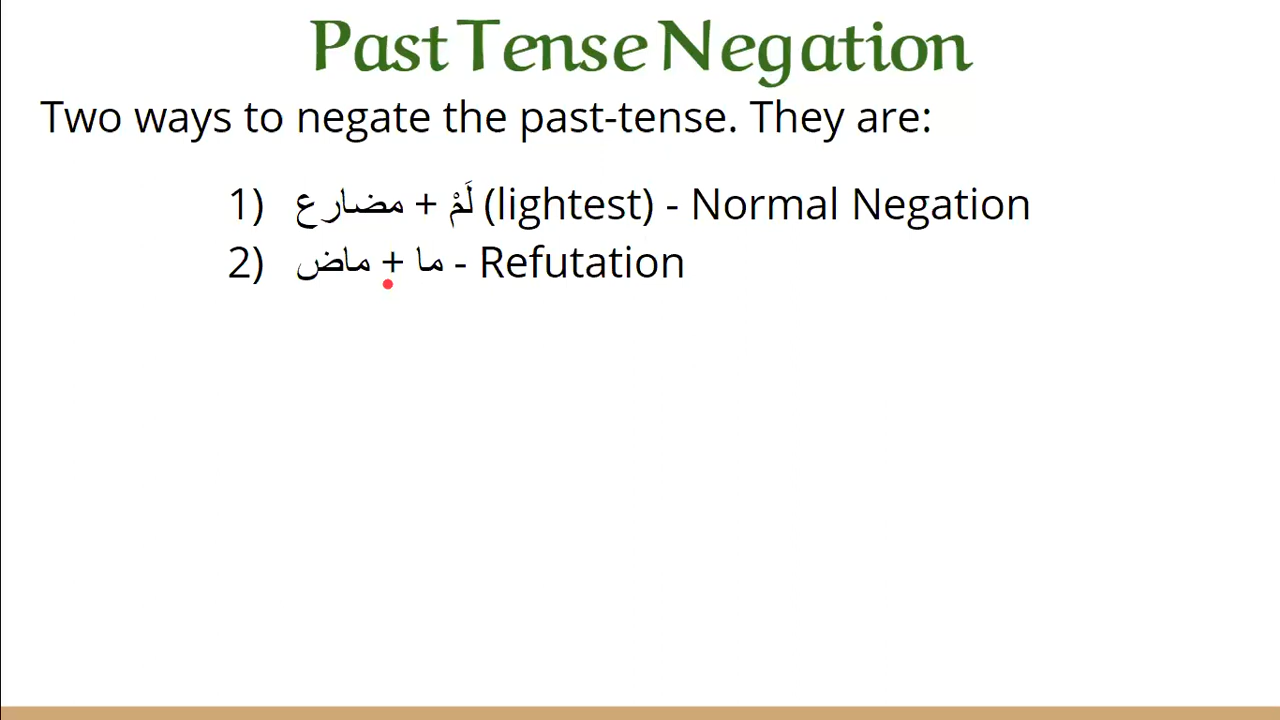 Past Tense Negation
Two ways to negate the past-tense. They are:
1) لَمْ + مضارع (lightest) - Normal Negation
2) ما + ماض - Refutation